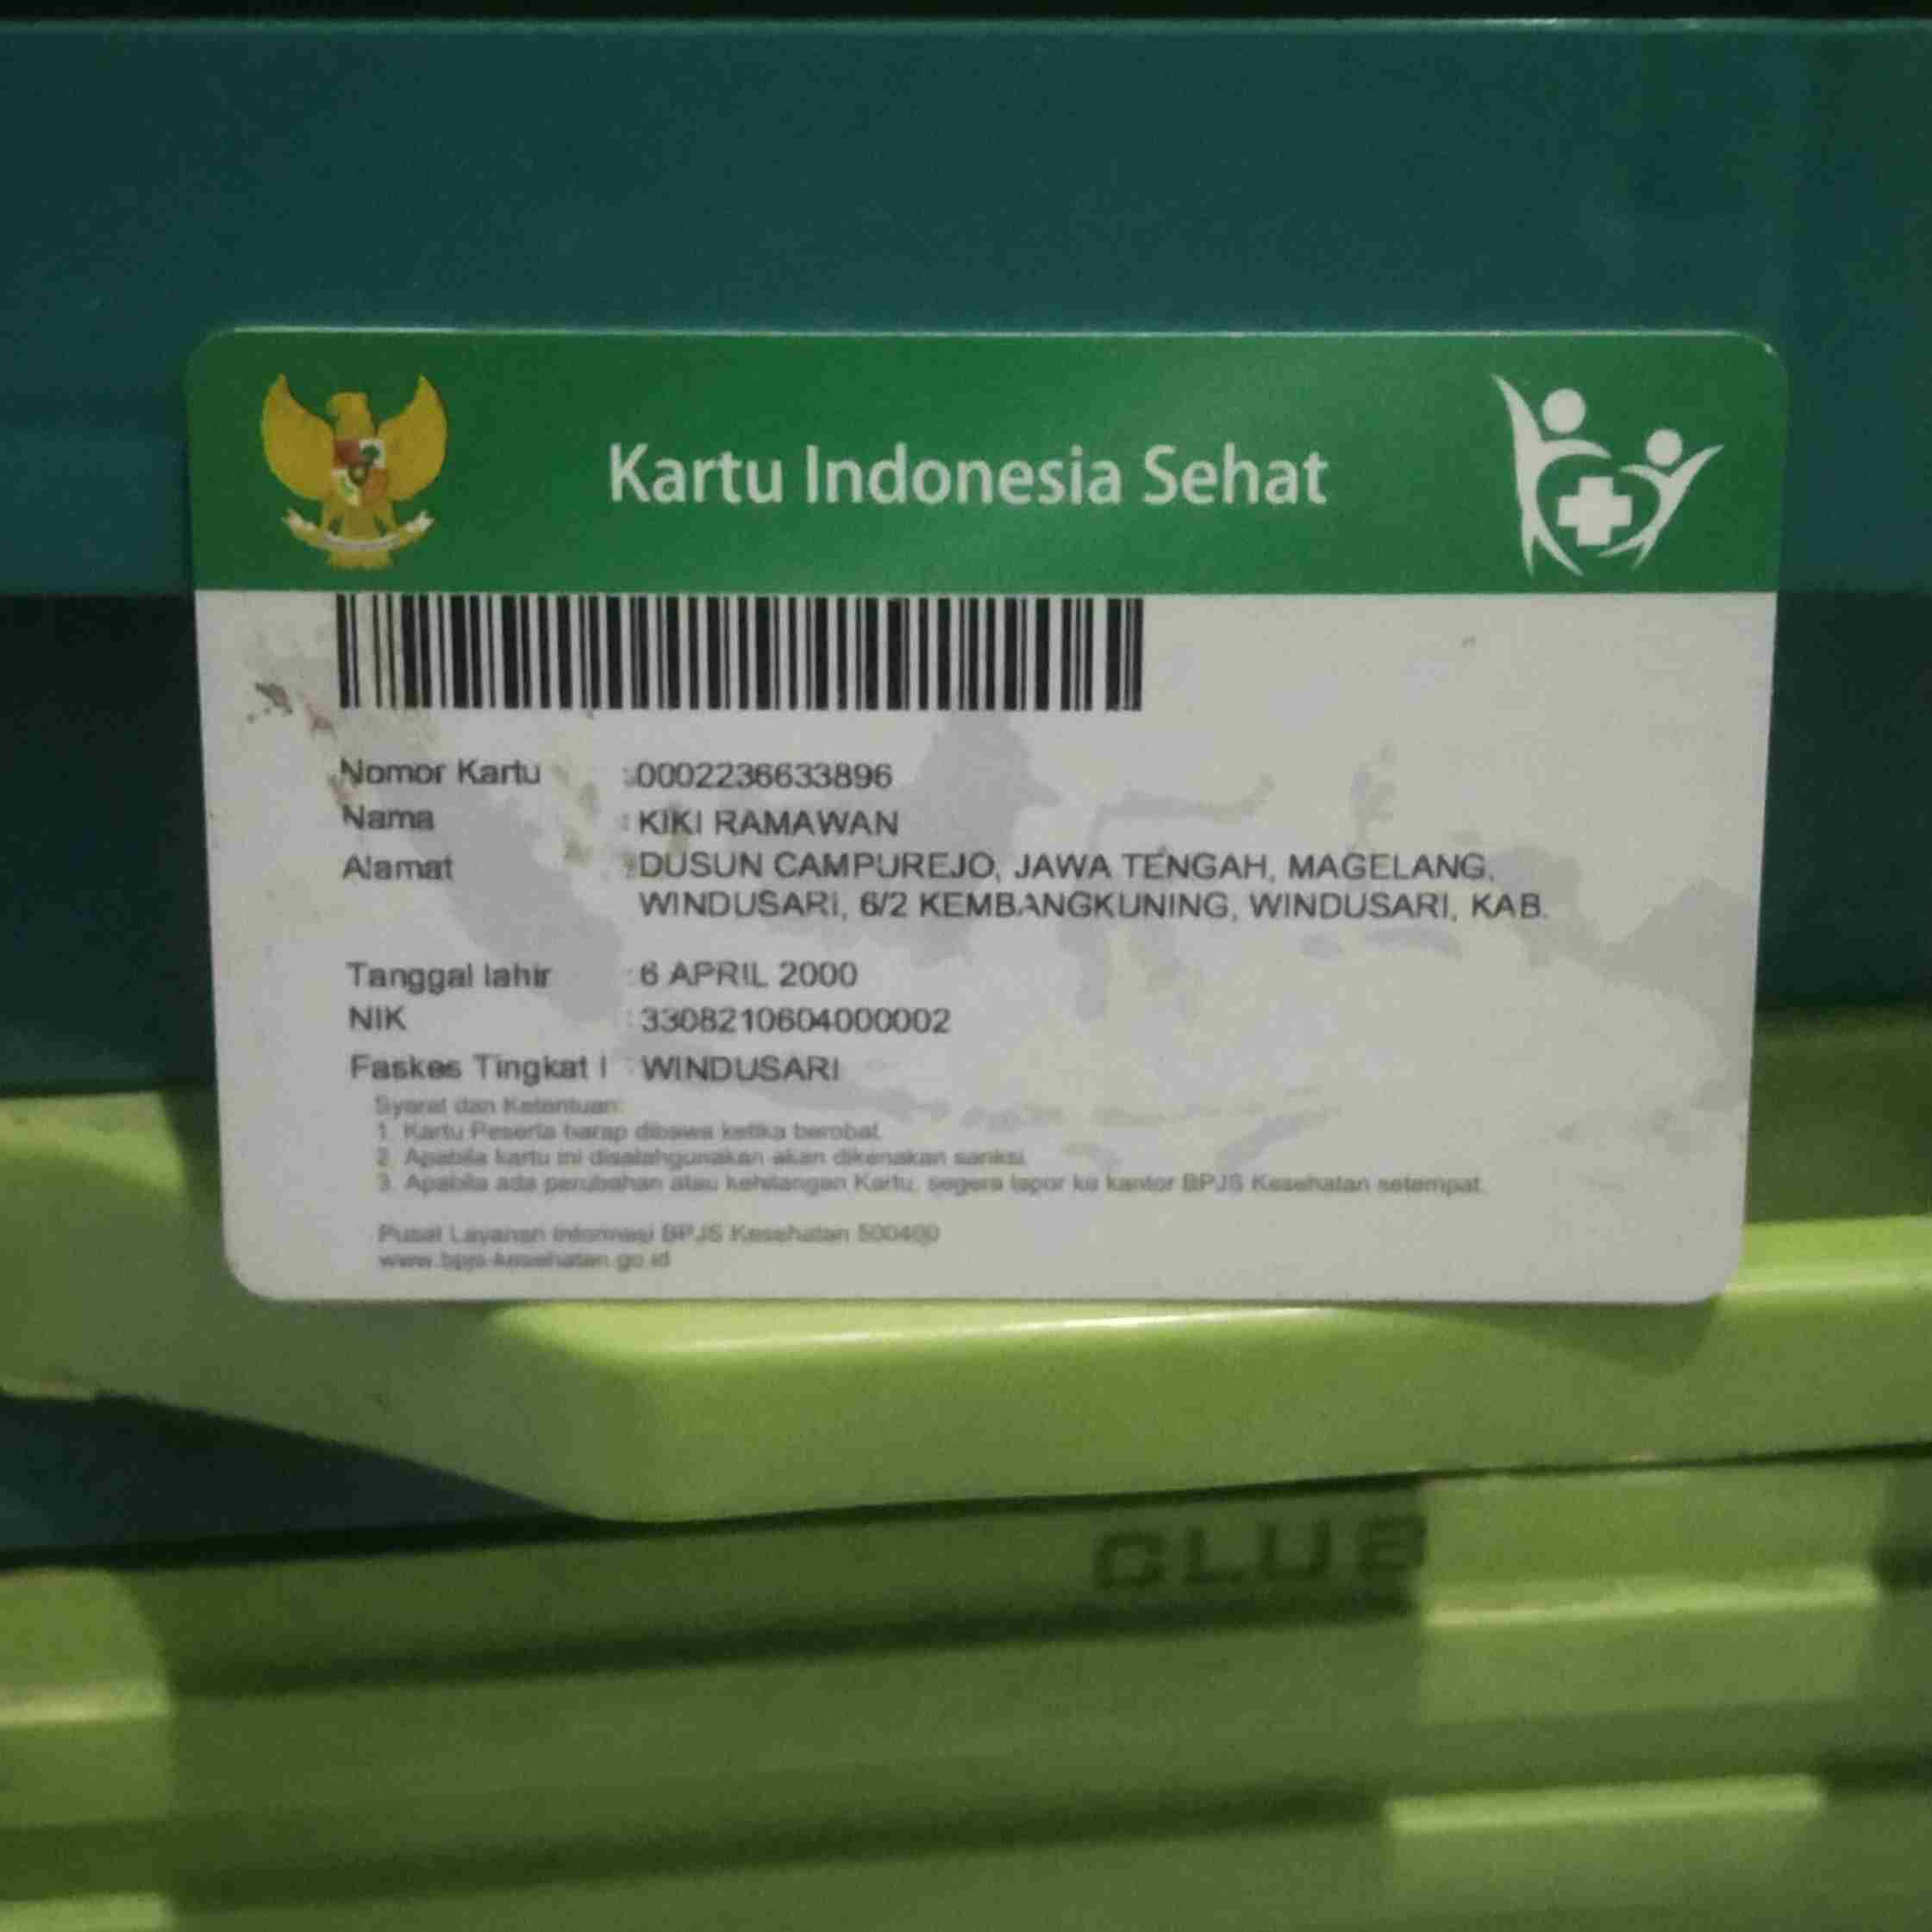 Kartu Indonesia Sehat
Nomor Kartu : 0002236633896
Nama : KIKI RAMAWAN
Alamat : DUSUN CAMPUREJO, JAWA TENGAH, MAGELANG,
WINDUSARI, 6/2 KEMBANGKUNING, WINDUSARI, KAB.
Tanggal lahir : 6 APRIL 2000
NIK : 3308210604000002
Faskes Tingkat I : WINDUSARI
Syarat dan Ketentuan:
1. Kartu Peserta harap dibawa ketika berobat.
2. Apabila kartu ini disalahgunakan akan dikenakan sanksi.
3. Apabila ada perubahan atau kehilangan Kartu, segera lapor ke kantor BPJS Kesehatan setempat.
Pusat Layanan Informasi BPJS Kesehatan 500400
www.bpjs-kesehatan.go.id
CLUB